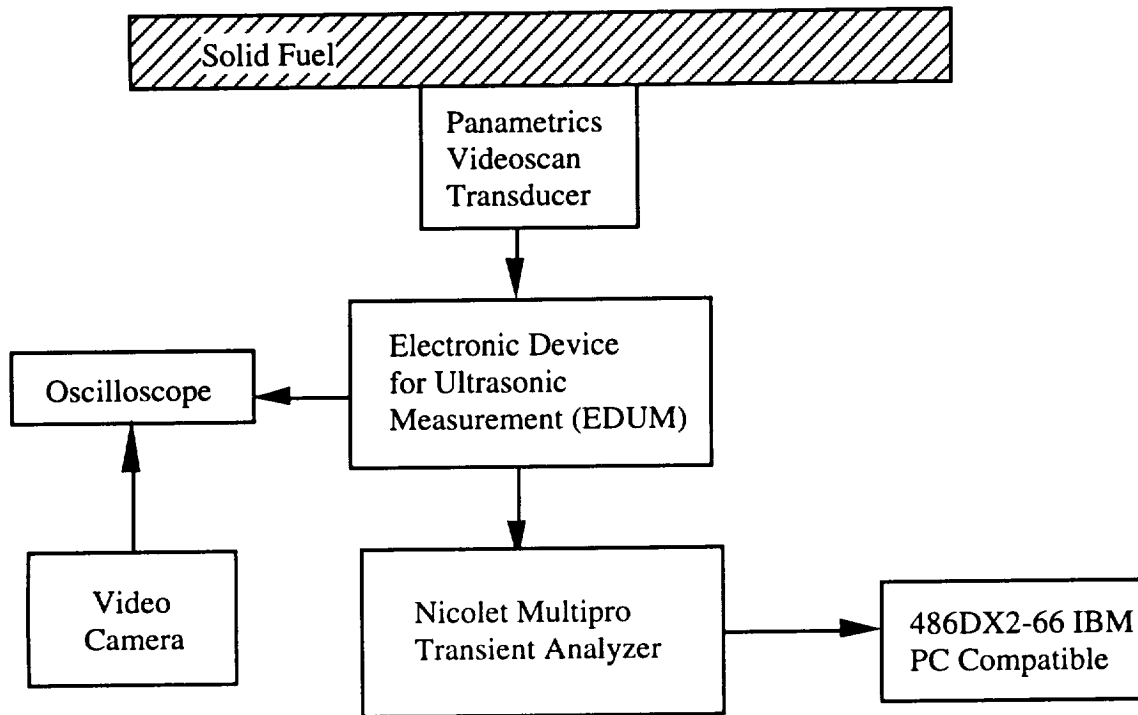 Solid Fuel
Panametrics
Videoscan
Transducer
Electronic Device
for Ultrasonic
Measurement (EDUM)
Oscilloscope
Video
Camera
Nicolet Multipro
Transient Analyzer
486DX2-66 IBM
PC Compatible